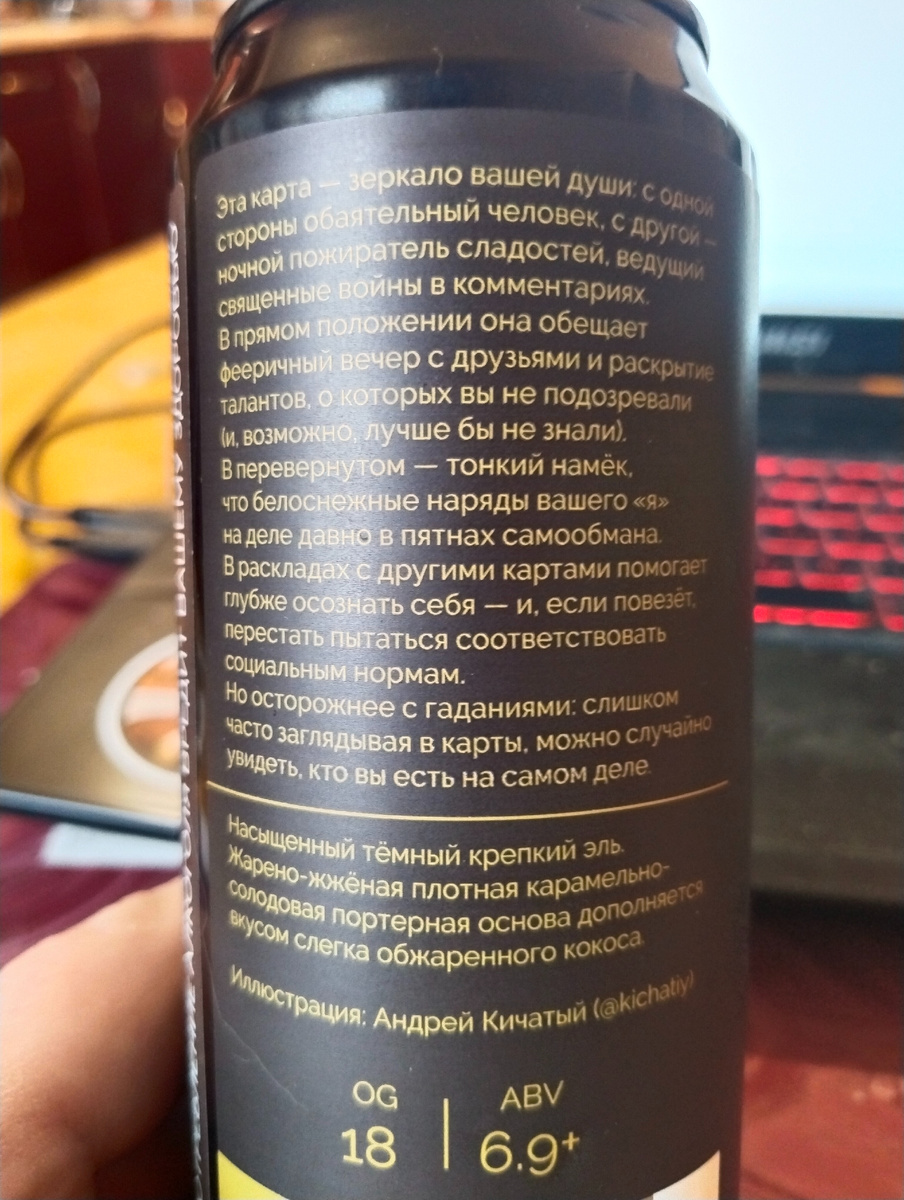 Эта карта — зеркало вашей души: с одной
стороны обаятельный человек, с другой —
ночной пожиратель сладостей, ведущий
священные войны в комментариях.
В прямом положении она обещает
фееричный вечер с друзьями и раскрытие
талантов, о которых вы не подозревали
(и, возможно, лучше бы не знали).
В перевернутом — тонкий намёк,
что белоснежные наряды вашего «я»
на деле давно в пятнах самообмана.
В раскладах с другими картами помогает
глубже осознать себя — и, если повезёт,
перестать пытаться соответствовать
социальным нормам.
Но осторожнее с гаданиями: слишком
часто заглядывая в карты, можно случайно
увидеть, кто вы есть на самом деле.
Насыщенный тёмный крепкий эль.
Жарено-жжёная плотная карамельно-
солодовая портерная основа дополняется
вкусом слегка обжаренного кокоса.
Иллюстрация: Андрей Кичатый (@kichatiy)
OG
18
ABV
6.9+
ВАШЕМУ ЗДОРОВЬЮ